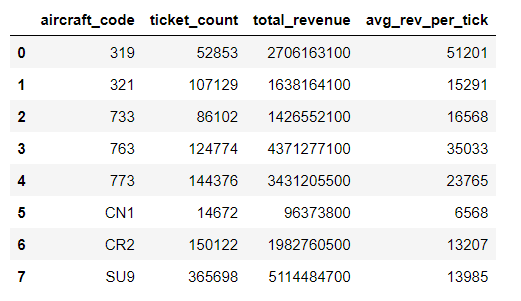 aircraft_code ticket_count total_revenue avg_rev_per_tick
0 319 52853 2706163100 51201
1 321 107129 1638164100 15291
2 733 86102 1426552100 16568
3 763 124774 4371277100 35033
4 773 144376 3431205500 23765
5 CN1 14672 96373800 6568
6 CR2 150122 1982760500 13207
7 SU9 365698 5114484700 13985